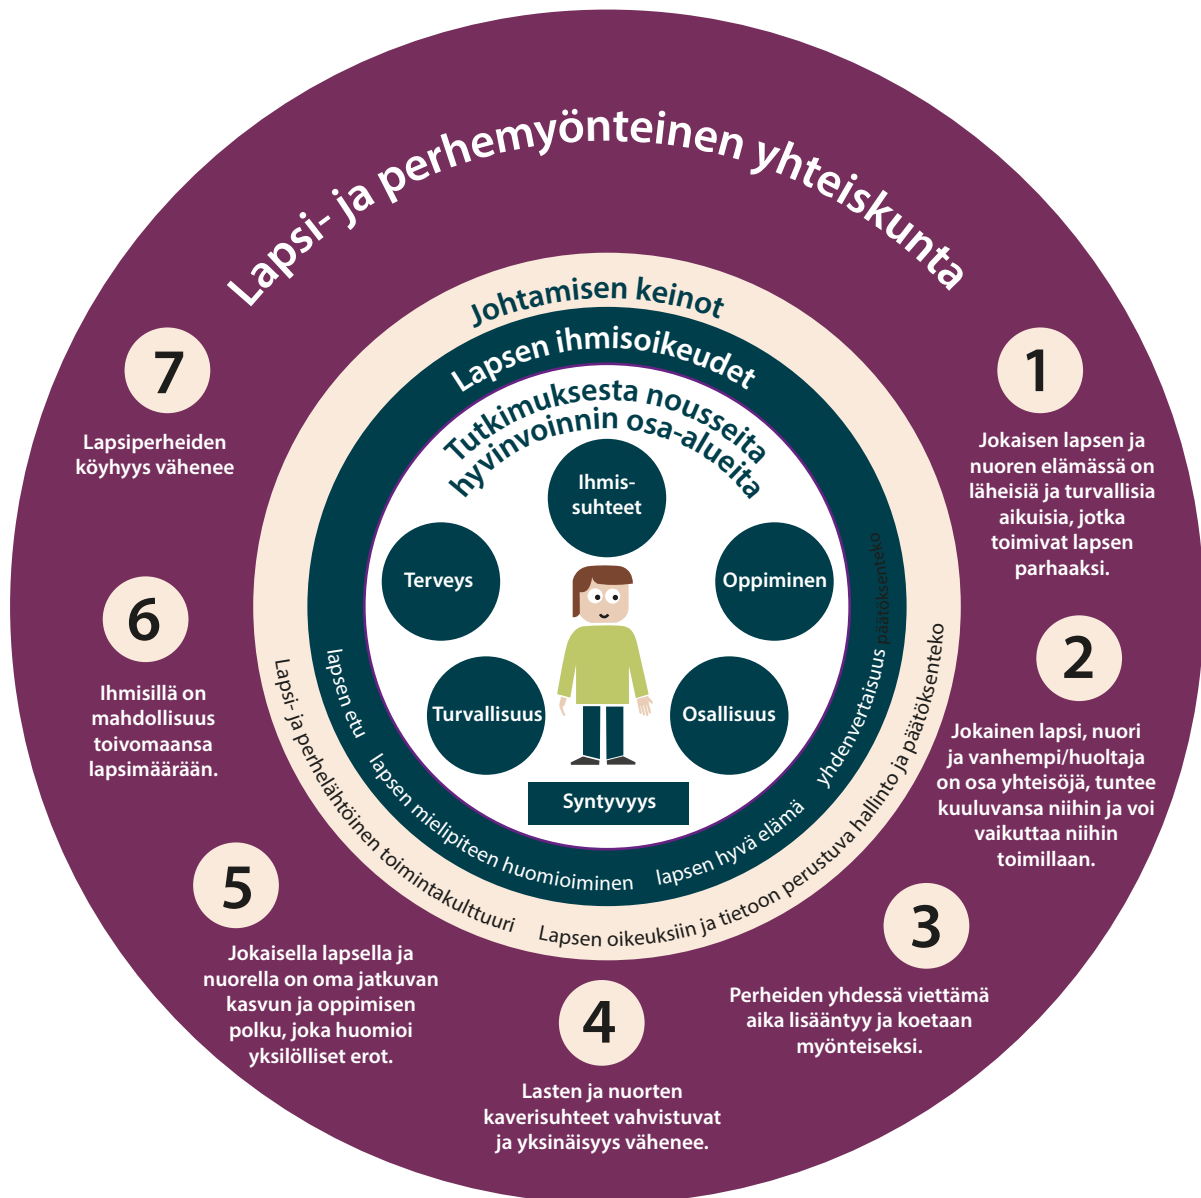 Lapsi- ja perhemyönteinen yhteiskunta
Johtamisen keinot
Lapsen ihmisoikeudet
Tutkimuksesta nousseita
hyvinvoinnin osa-alueita
Ihmis-
suhteet
Terveys
Oppiminen
Turvallisuus
Osallisuus
Syntyvyys
lapsen etu
lapsen mielipiteen huomioiminen
lapsen hyvä elämä
yhdenvertaisuus päätöksenteko
Lapsi- ja perhelähtöinen toimintakulttuuri
Lapsen oikeuksiin ja tietoon perustuva hallinto ja päätöksenteko
1
Jokaisen lapsen ja
nuoren elämässä on
läheisiä ja turvallisia
aikuisia, jotka
toimivat lapsen
parhaaksi.
2
Jokainen lapsi, nuori
ja vanhempi/huoltaja
on osa yhteisöjä, tuntee
kuuluvansa niihin ja voi
vaikuttaa niihin
toimillaan.
3
Perheiden yhdessä viettämä
aika lisääntyy ja koetaan
myönteiseksi.
4
Lasten ja nuorten
kaverisuhteet vahvistuvat
ja yksinäisyys vähenee.
5
Jokaisella lapsella ja
nuorella on oma jatkuvan
kasvun ja oppimisen
polku, joka huomioi
yksilölliset erot.
6
Ihmisillä on
mahdollisuus
toivomaansa
lapsimäärään.
7
Lapsiperheiden
köyhyys vähenee